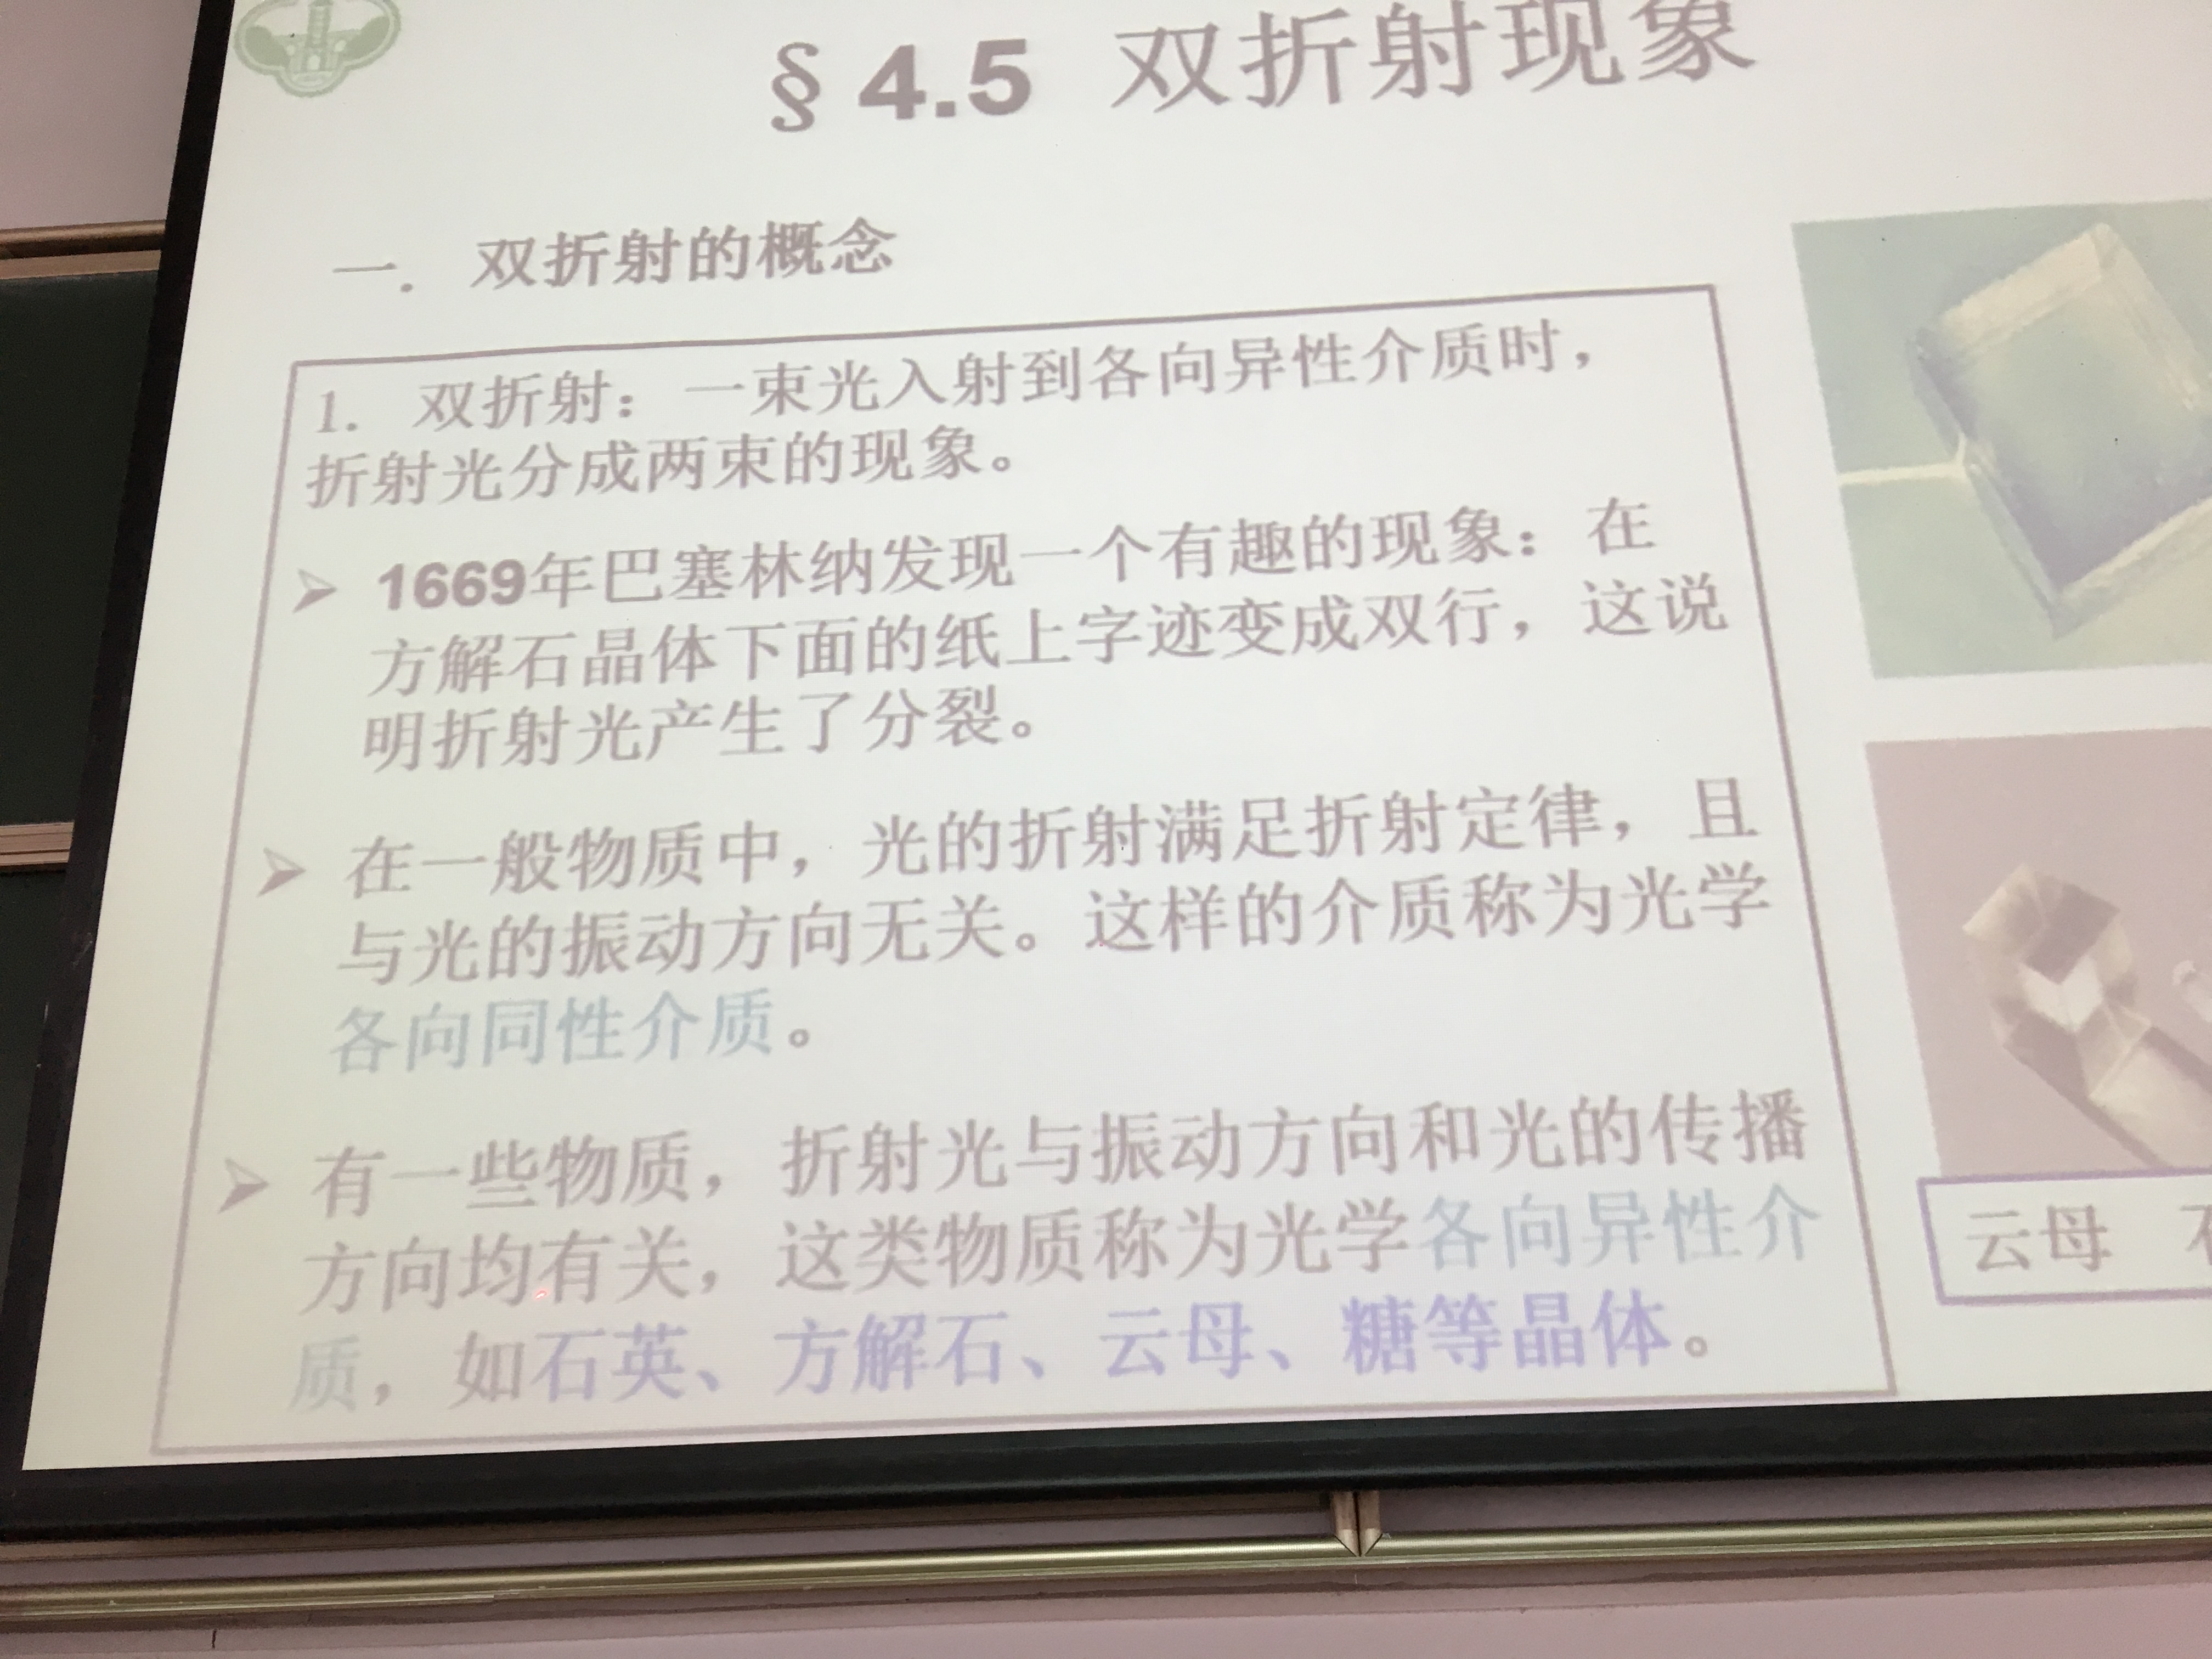 § 4.5 双折射现象
一. 双折射的概念
1. 双折射：一束光入射到各向异性介质时，
折射光分成两束的现象。
➢ 1669年巴塞林纳发现一个有趣的现象：在
方解石晶体下面的纸上字迹变成双行，这说
明折射光产生了分裂。
➢ 在一般物质中，光的折射满足折射定律，且
与光的振动方向无关。这样的介质称为光学
各向同性介质。
➢ 有一些物质，折射光与振动方向和光的传播
方向均有关，这类物质称为光学各向异性介
质，如石英、方解石、云母、糖等晶体。
云母